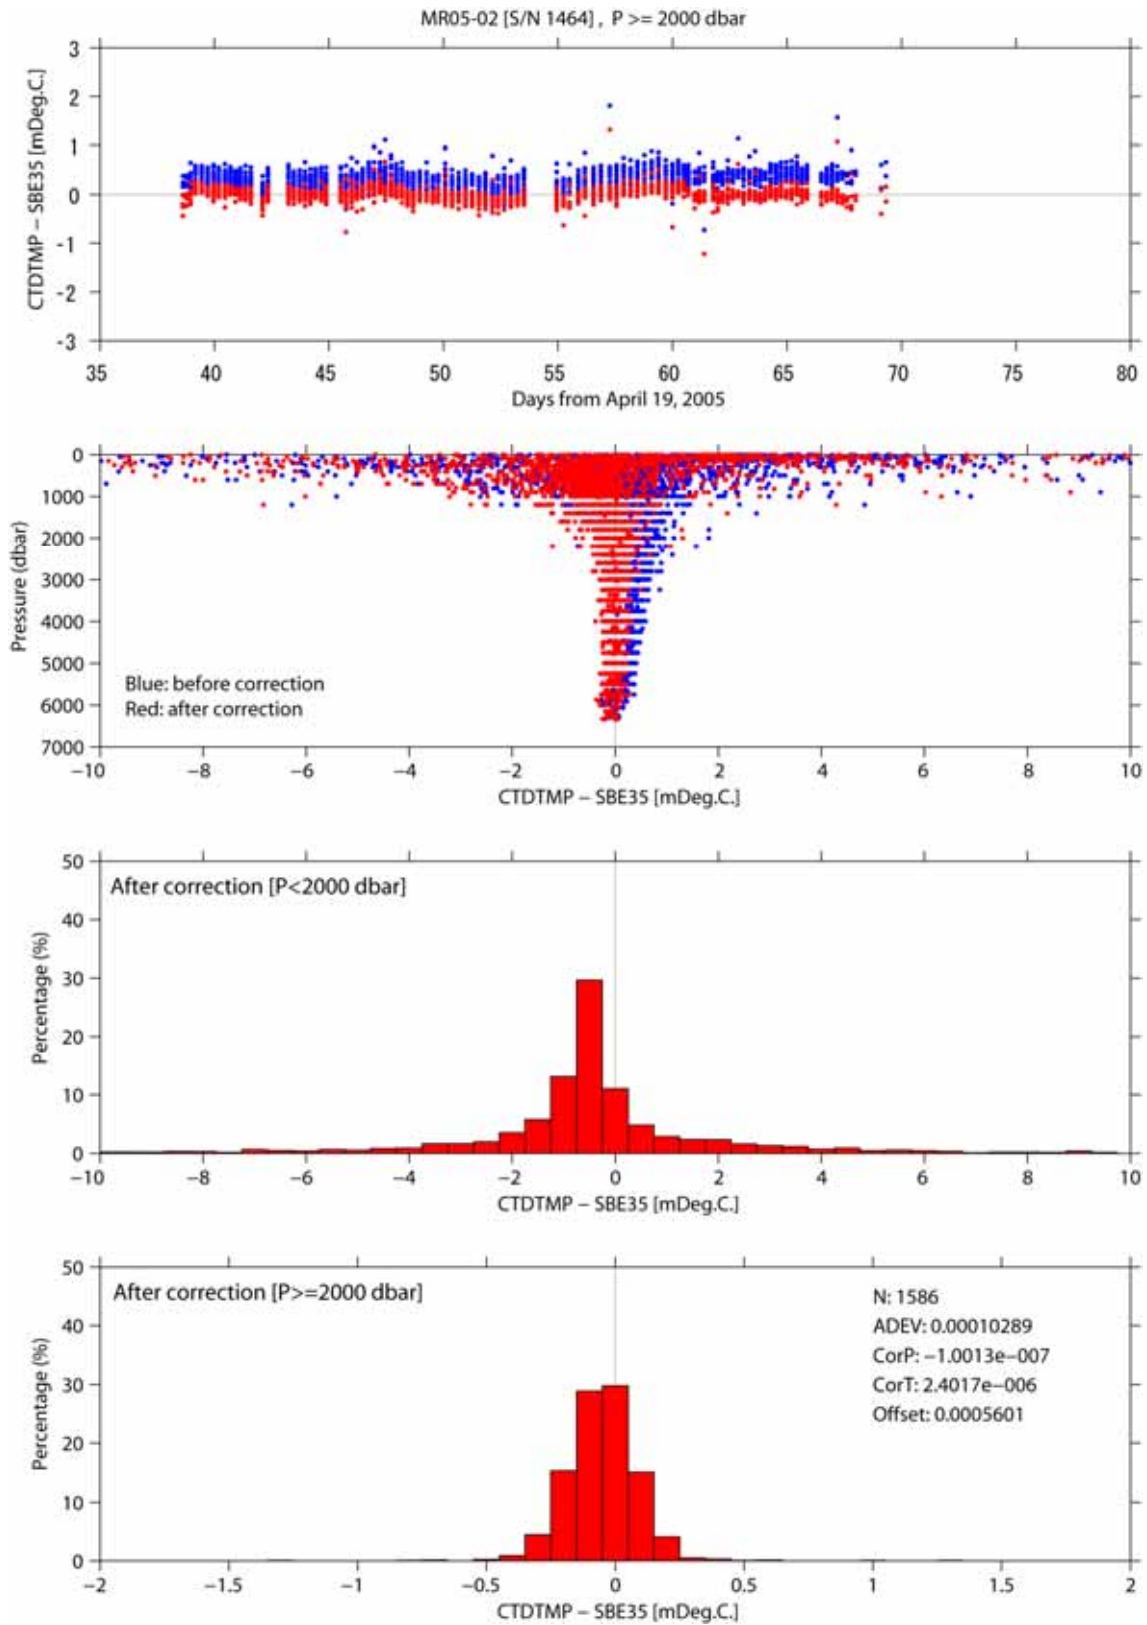 MR05-02 [S/N 1464] , P >= 2000 dbar
CTDTMP – SBE35 [mDeg.C.]
3
2
1
0
-1
-2
-3
35 40 45 50 55 60 65 70 75 80
Days from April 19, 2005
Pressure (dbar)
0
1000
2000
3000
4000
5000
6000
7000
Blue: before correction
Red: after correction
−10 −8 −6 −4 −2 0 2 4 6 8 10
CTDTMP – SBE35 [mDeg.C.]
After correction [P<2000 dbar]
Percentage (%)
50
40
30
20
10
0
−10 −8 −6 −4 −2 0 2 4 6 8 10
CTDTMP – SBE35 [mDeg.C.]
After correction [P>=2000 dbar]
Percentage (%)
50
40
30
20
10
0
N: 1586
ADEV: 0.00010289
CorP: −1.0013e−007
CorT: 2.4017e−006
Offset: 0.0005601
−2 −1.5 −1 −0.5 0 0.5 1 1.5 2
CTDTMP – SBE35 [mDeg.C.]